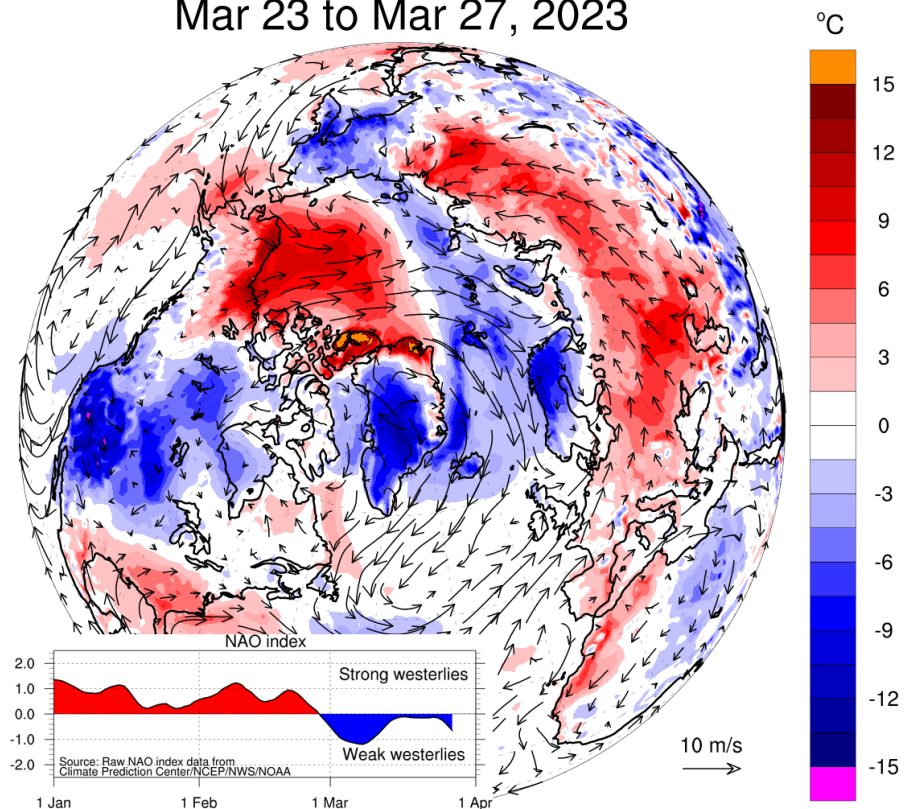 Mar 23 to Mar 27, 2023
°C
15
12
9
6
3
0
-3
-6
-9
-12
-15
10 m/s
NAO index
2.0
1.0
0.0
-1.0
-2.0
Strong westerlies
Weak westerlies
Source: Raw NAO index data from
Climate Prediction Center/NCEP/NWS/NOAA
1 Jan
1 Feb
1 Mar
1 Apr